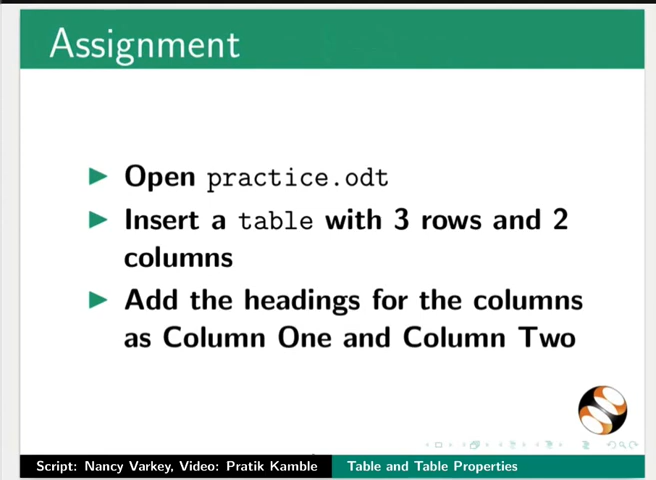 Assignment
Open practice.odt
Insert a table with 3 rows and 2
columns
Add the headings for the columns
as Column One and Column Two
Script: Nancy Varkey, Video: Pratik Kamble
Table and Table Properties